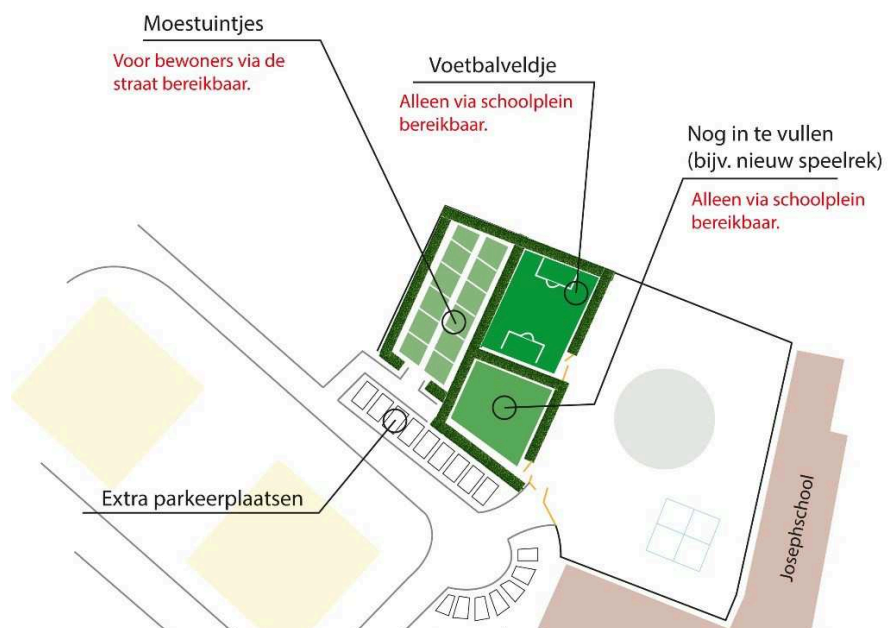 Moestuintjes
Voor bewoners via de
straat bereikbaar.
Voetbalveldje
Alleen via schoolplein
bereikbaar.
Nog in te vullen
(bijv. nieuw speelrek)
Alleen via schoolplein
bereikbaar.
Extra parkeerplaatsen
Josephschool